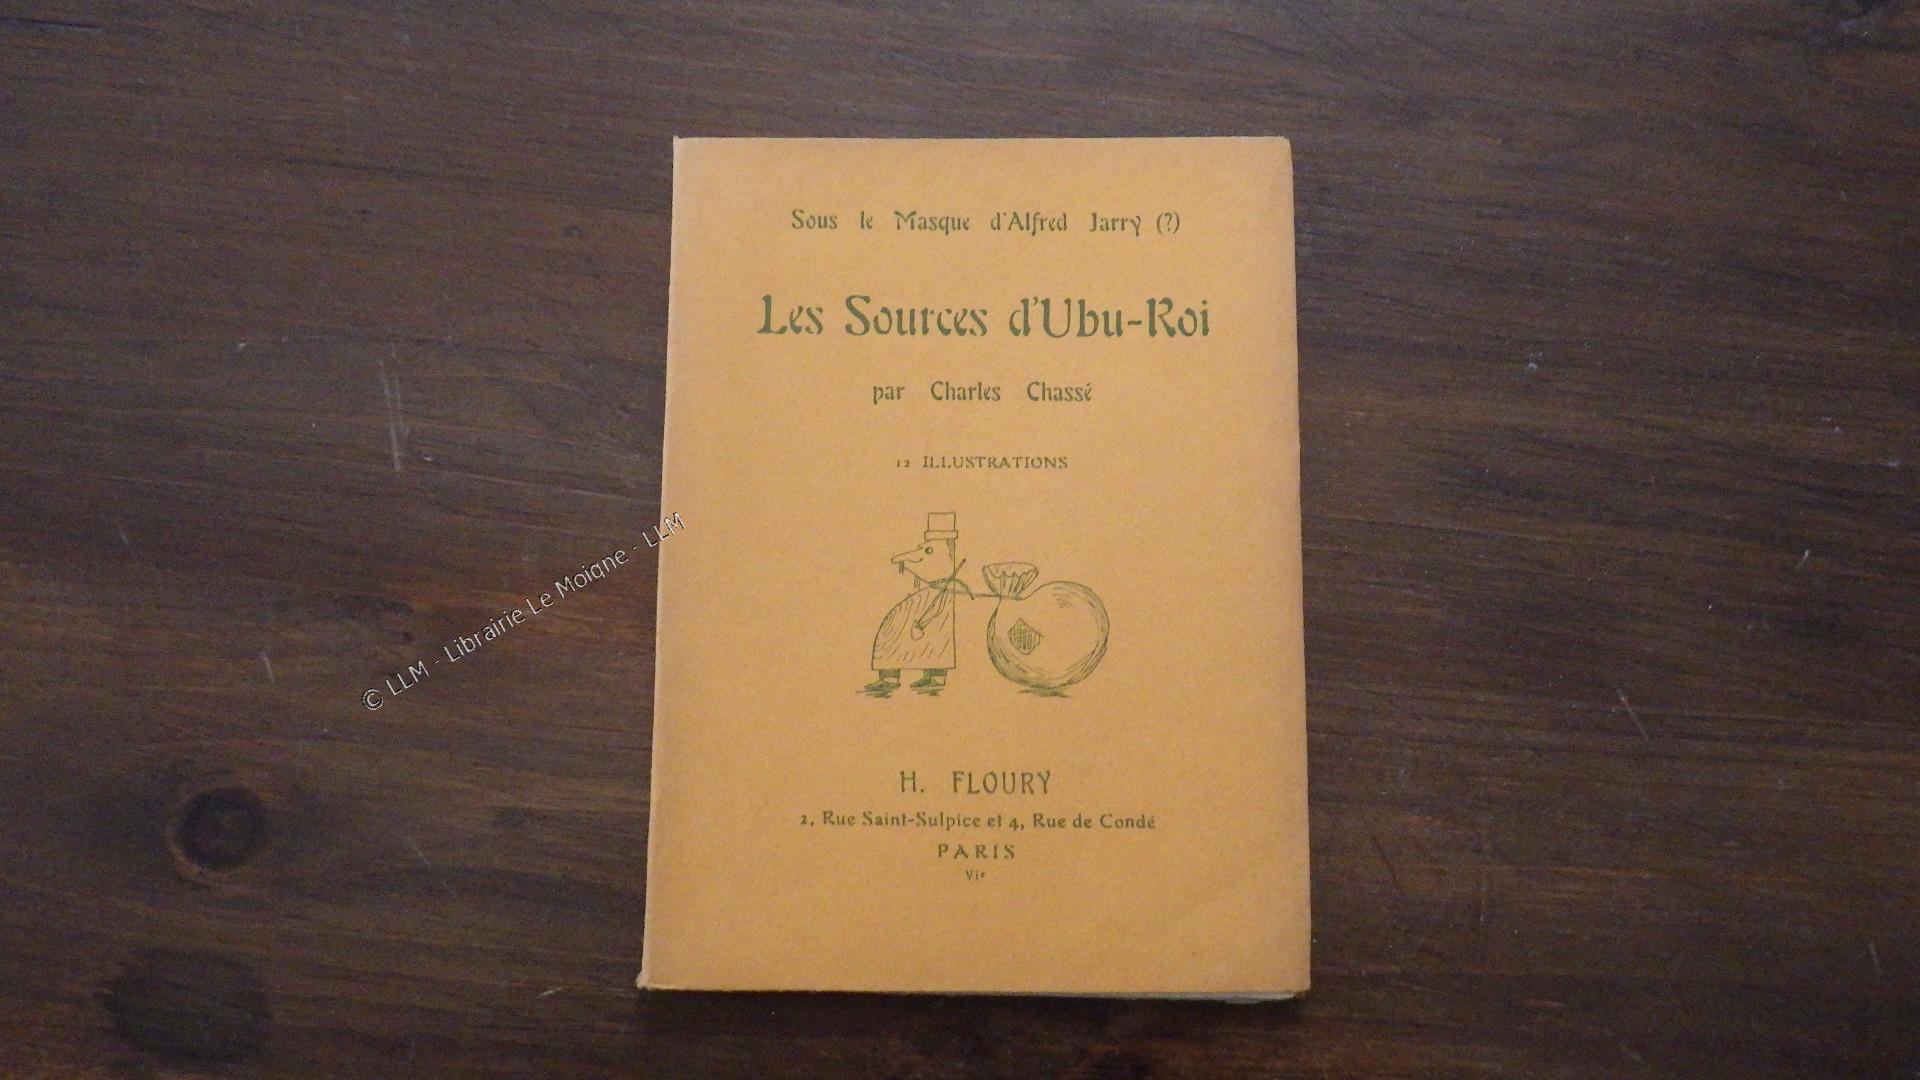 Sous le Masque d'Alfred Jarry (?)
Les Sources d'Ubu-Roi
par Charles Chassé
12 ILLUSTRATIONS
© LLM - Librairie Le Moigne - LLM
H. FLOURY
2, Rue Saint-Sulpice et 4, Rue de Condé
PARIS
VIe